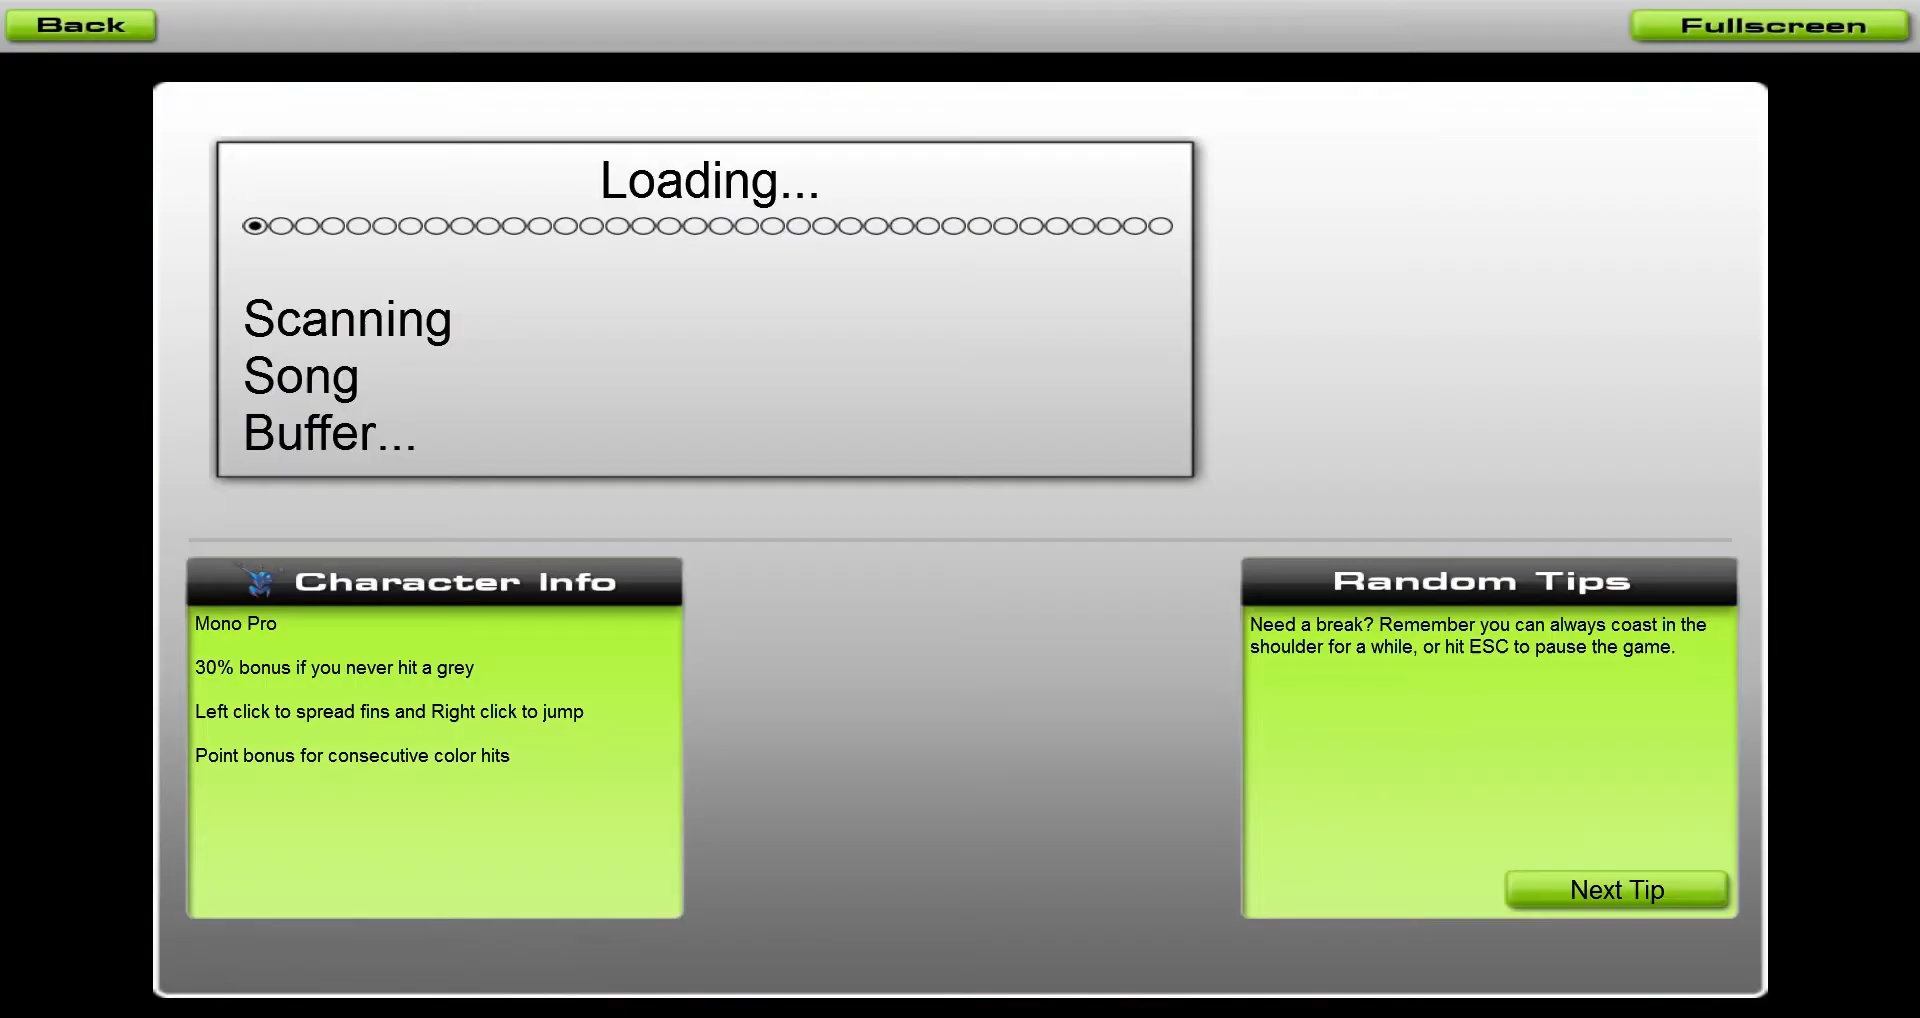 Back
Fullscreen
Loading...
Scanning
Song
Buffer...
Character Info
Mono Pro
30% bonus if you never hit a grey
Left click to spread fins and Right click to jump
Point bonus for consecutive color hits
Random Tips
Need a break? Remember you can always coast in the
shoulder for a while, or hit ESC to pause the game.
Next Tip